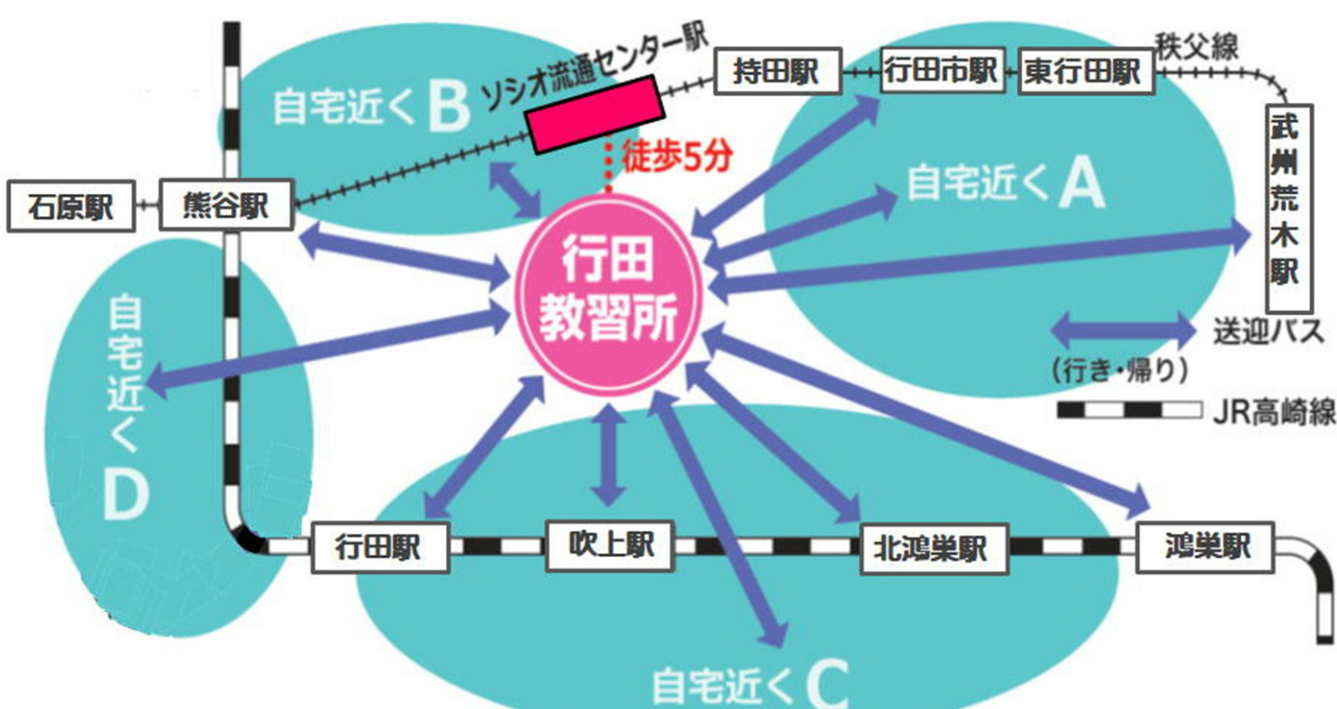 ソシオ流通センター駅
持田駅
行田市駅
東行田駅
秩父線
武州荒木駅
自宅近くB
徒歩5分
自宅近くA
石原駅
熊谷駅
行田
教習所
自宅近くD
送迎バス
(行き・帰り)
JR高崎線
行田駅
吹上駅
北鴻巣駅
鴻巣駅
自宅近くC